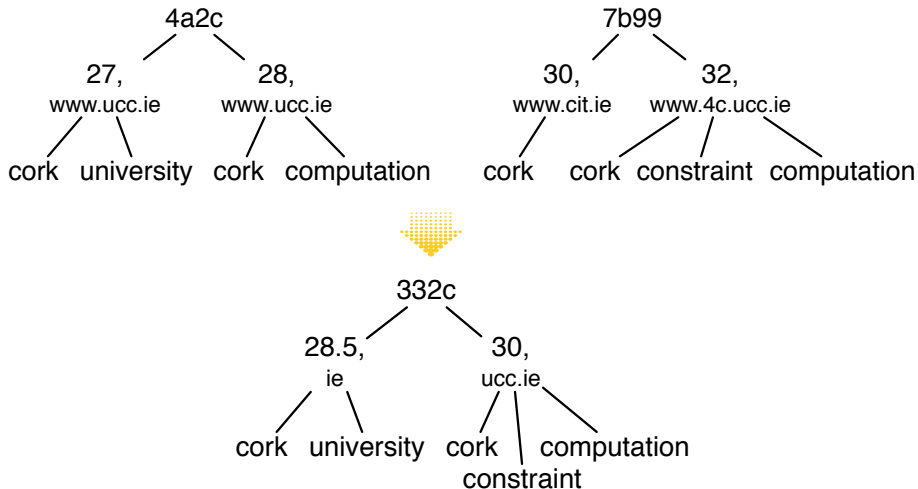 4a2c 7b99
27, 28, 30, 32,
www.ucc.ie www.ucc.ie www.cit.ie www.4c.ucc.ie
cork university cork computation cork cork constraint computation
332c
28.5, 30,
ie ucc.ie
cork university cork computation
constraint